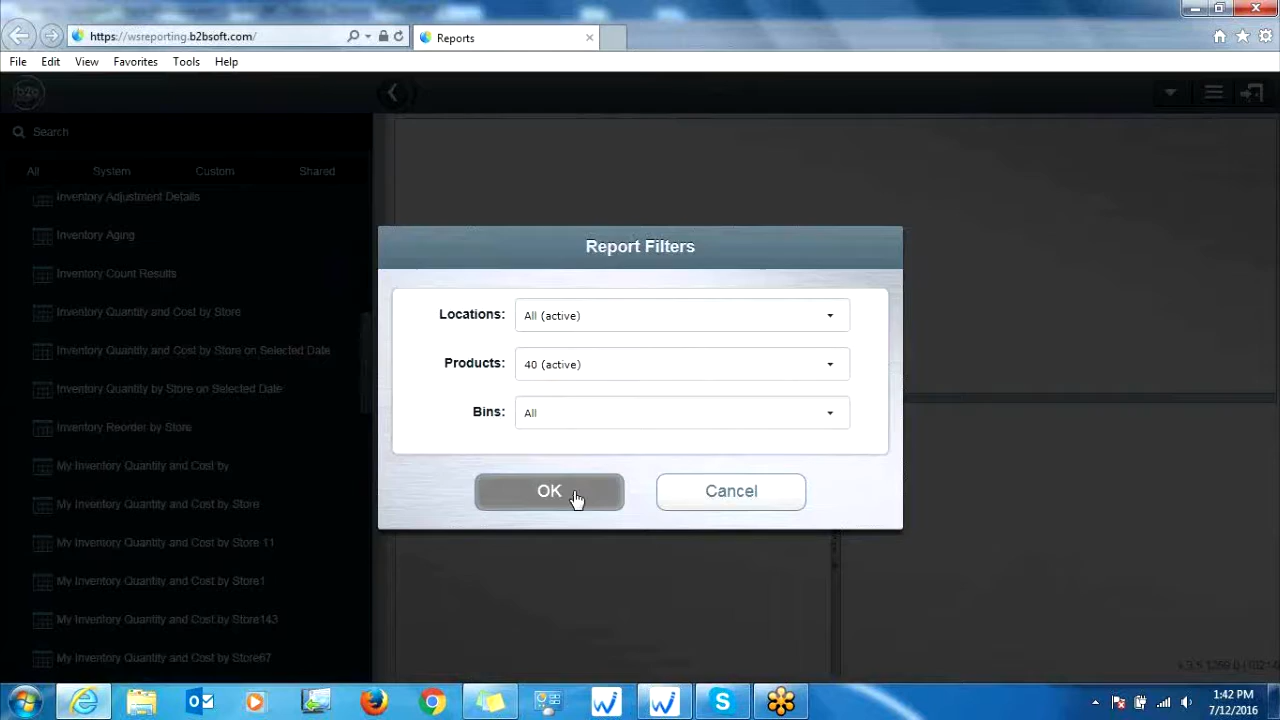 https://wsreporting.b2bsoft.com/
Reports
File Edit View Favorites Tools Help
Search
All System Custom Shared
Inventory Adjustment Details
Inventory Aging
Inventory Count Results
Inventory Quantity and Cost by Store
Inventory Quantity and Cost by Store on Selected Date
Inventory Quantity by Store on Selected Date
Inventory Reorder by Store
My Inventory Quantity and Cost by
My Inventory Quantity and Cost by Store
My Inventory Quantity and Cost by Store 11
My Inventory Quantity and Cost by Store1
My Inventory Quantity and Cost by Store143
My Inventory Quantity and Cost by Store67
Report Filters
Locations: All (active)
Products: 40 (active)
Bins: All
OK Cancel
1:42 PM
7/12/2016